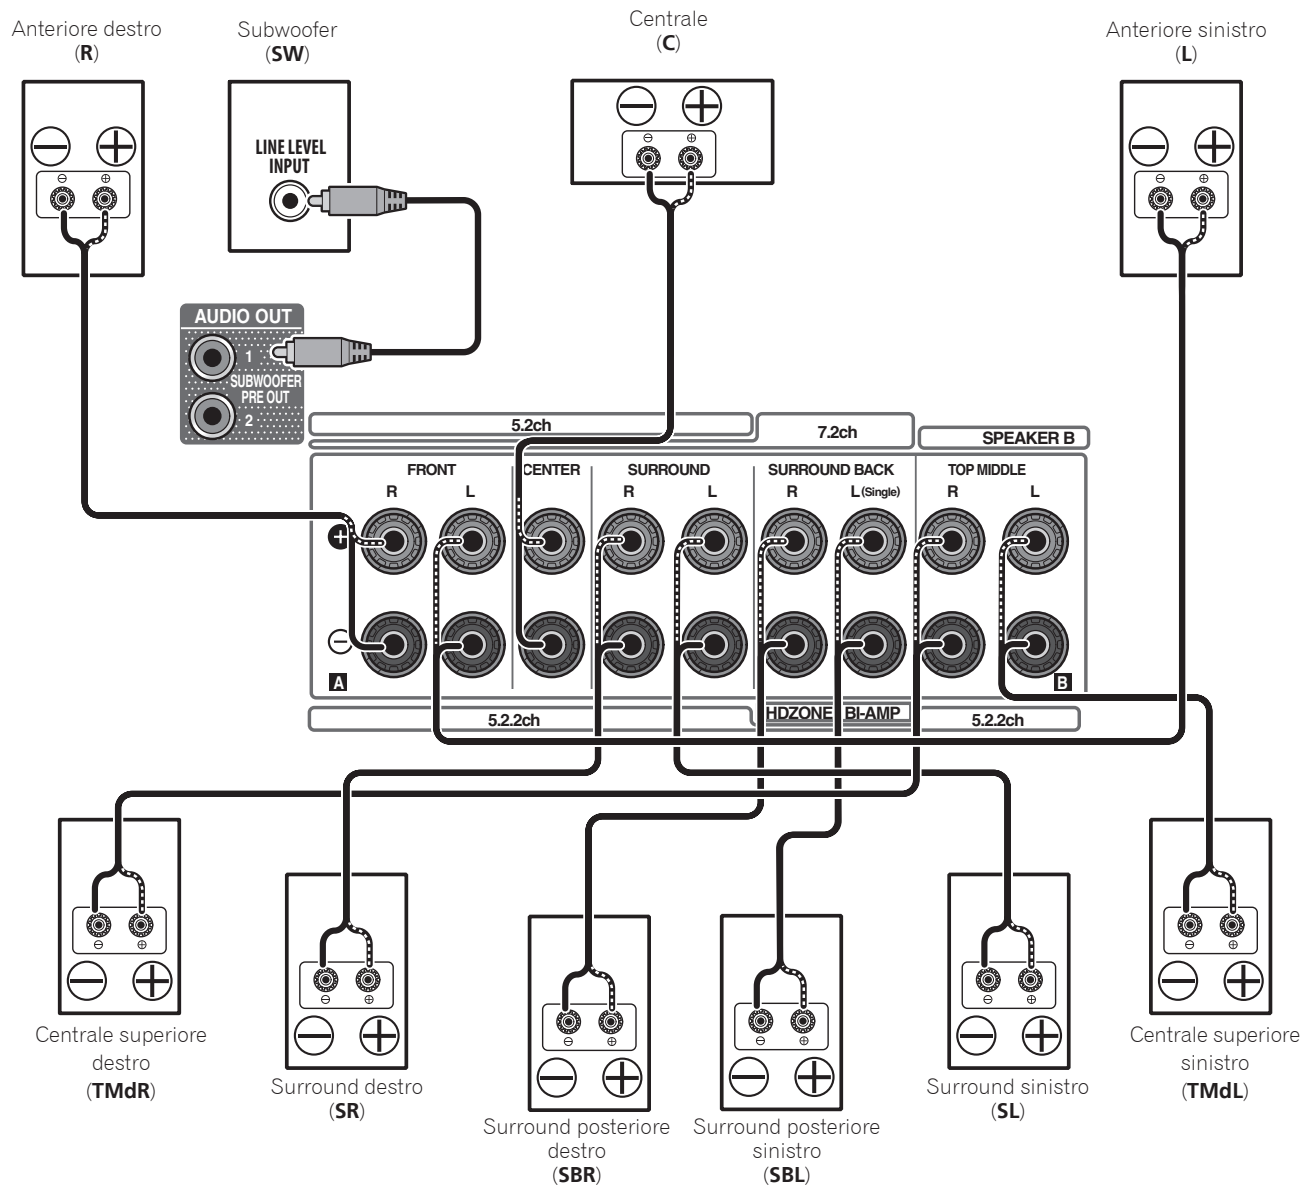 Anteriore destro
(R)
Subwoofer
(SW)
Centrale
(C)
Anteriore sinistro
(L)
LINE LEVEL
INPUT
AUDIO OUT
1
SUBWOOFER
PRE OUT
2
5.2ch
7.2ch
SPEAKER B
FRONT
CENTER
SURROUND
SURROUND BACK
TOP MIDDLE
R
L
R
L
R
L (Single)
R
L
A
B
5.2.2ch
HDZONE
BI-AMP
5.2.2ch
Centrale superiore
destro
(TMdR)
Surround destro
(SR)
Surround posteriore
destro
(SBR)
Surround posteriore
sinistro
(SBL)
Surround sinistro
(SL)
Centrale superiore
sinistro
(TMdL)